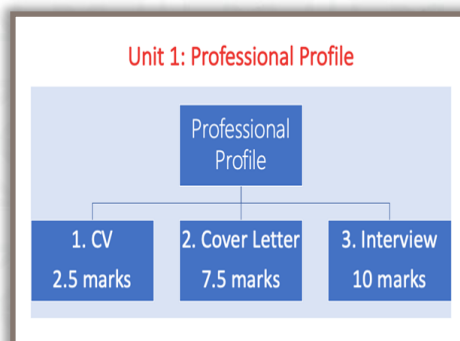 Unit 1: Professional Profile
Professional
Profile
1. CV
2.5 marks
2. Cover Letter
7.5 marks
3. Interview
10 marks